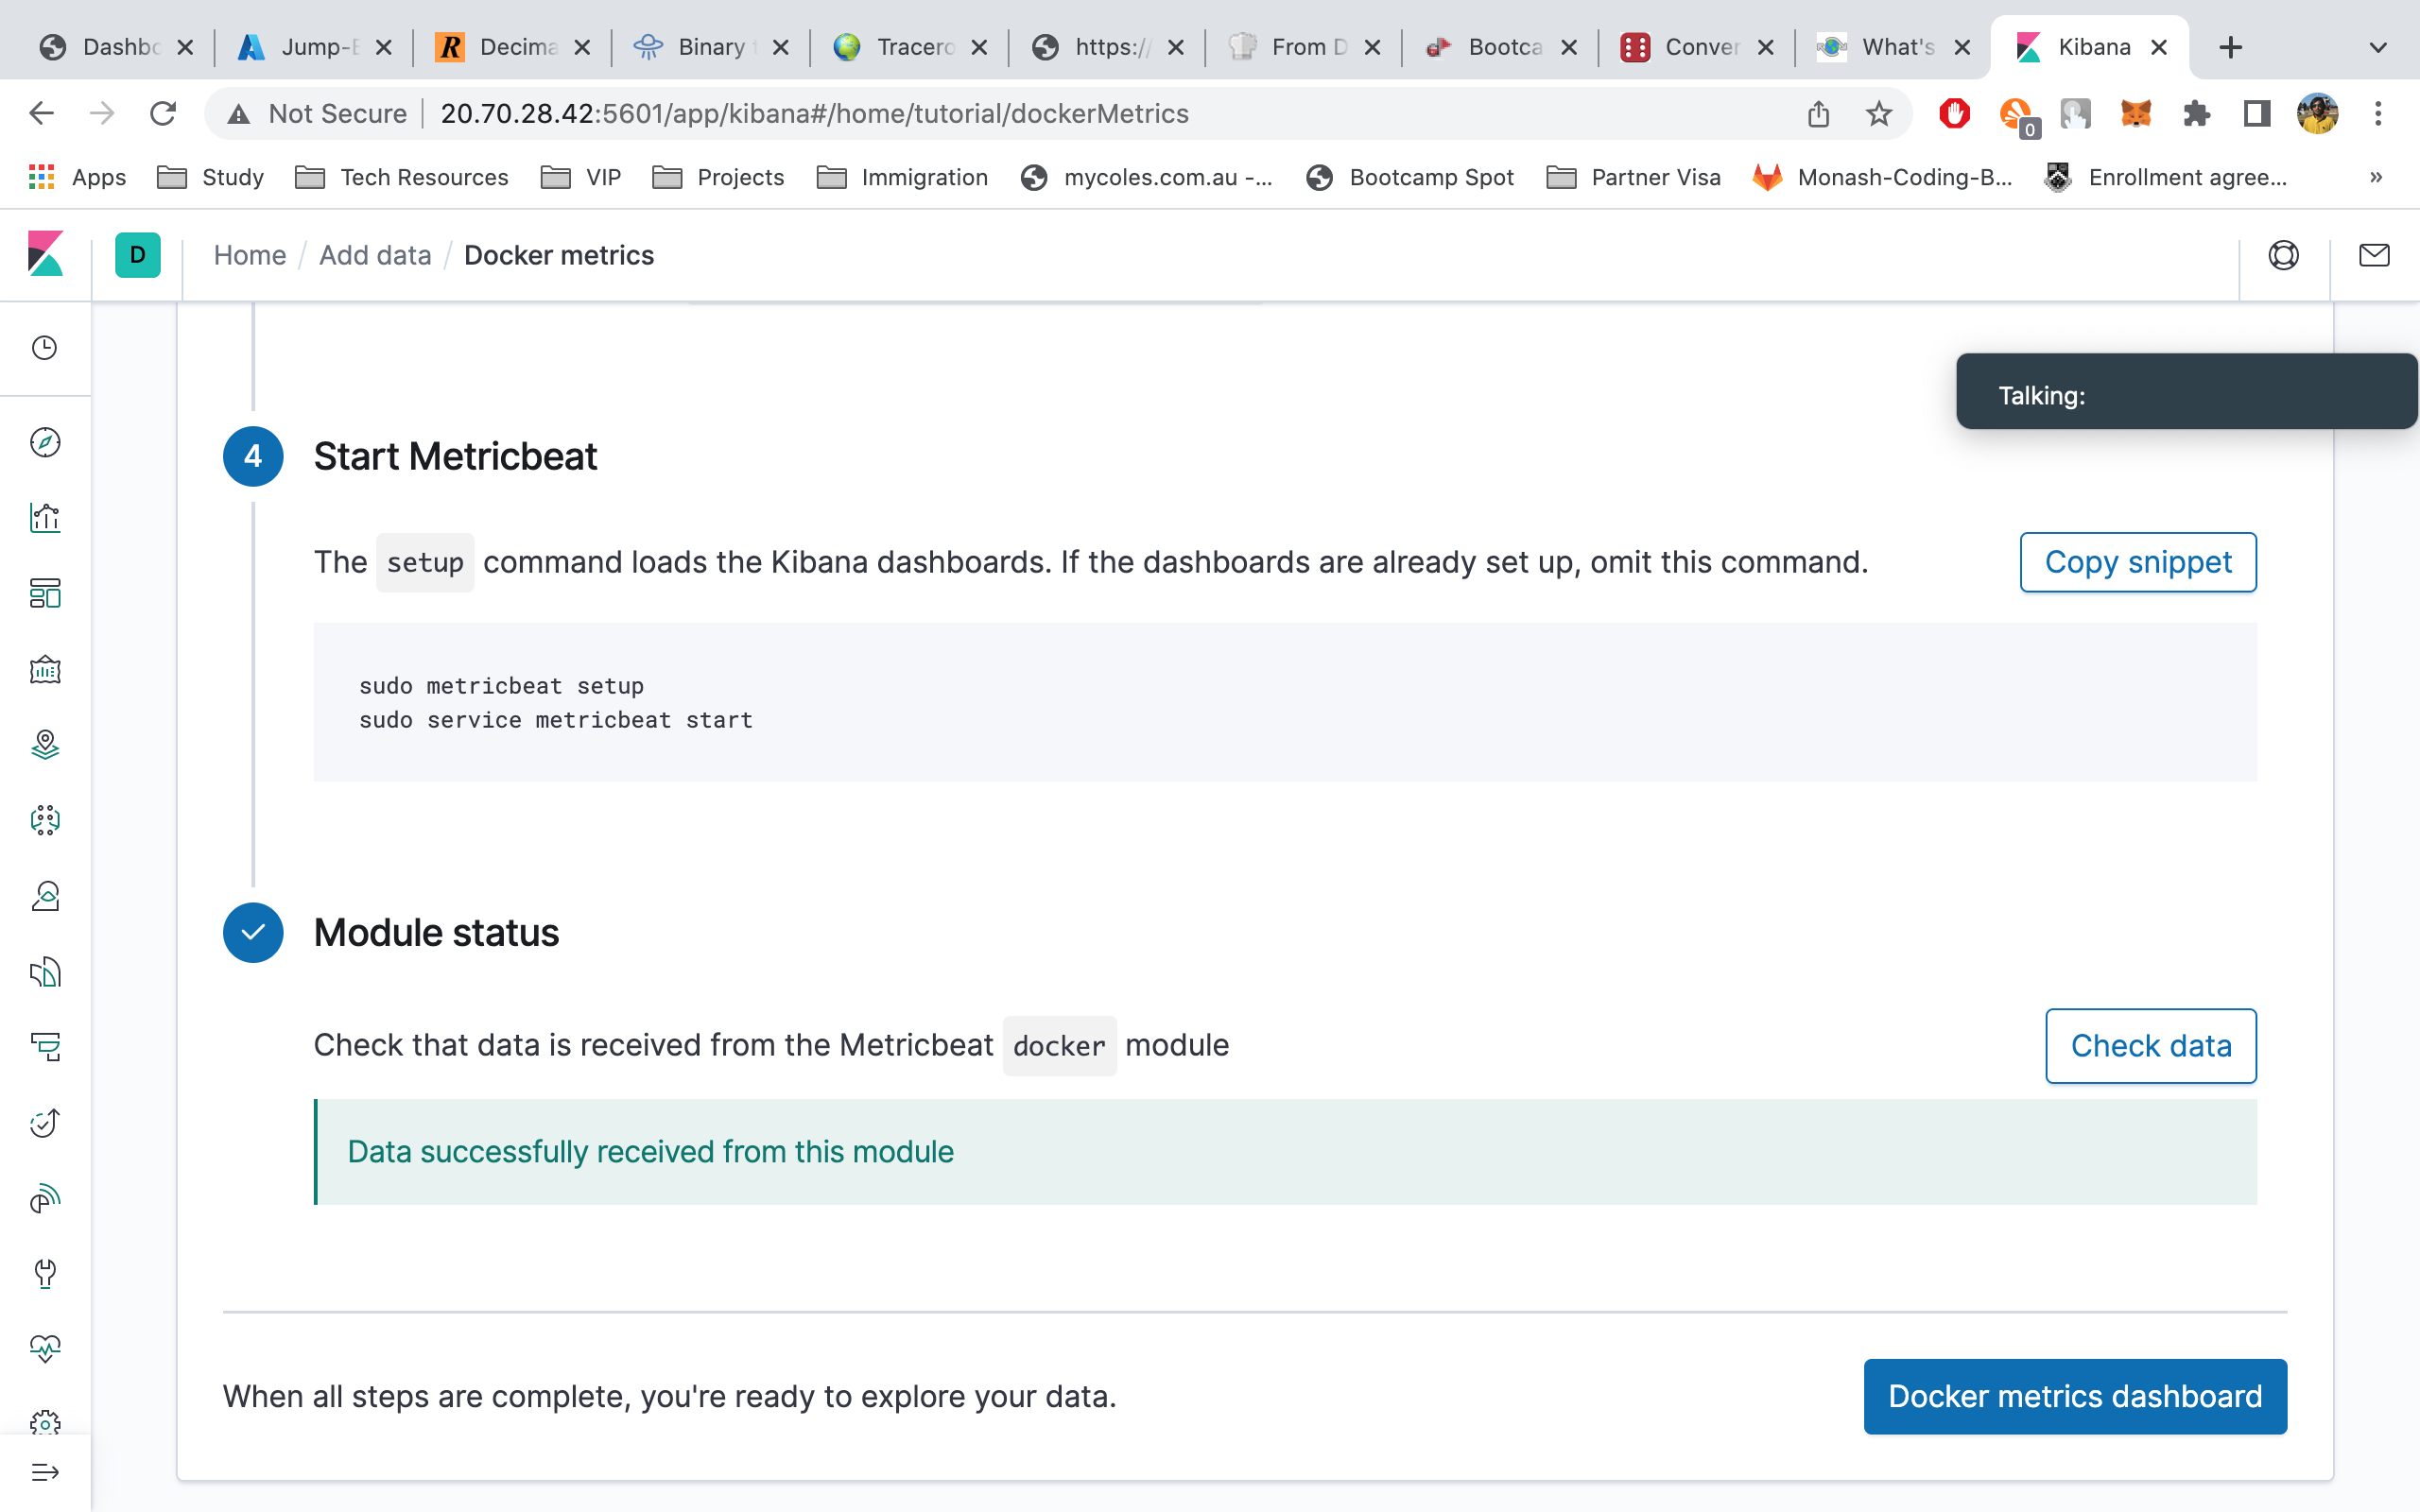 Dashbo
Jump-B
Decima
Binary t
Tracero
https://
From D
Bootca
Conver
What's
Kibana
Not Secure
20.70.28.42:5601/app/kibana#/home/tutorial/dockerMetrics
0
Apps
Study
Tech Resources
VIP
Projects
Immigration
mycoles.com.au -...
Bootcamp Spot
Partner Visa
Monash-Coding-B...
Enrollment agree...
»
D
Home / Add data / Docker metrics
Talking:
4
Start Metricbeat
The setup command loads the Kibana dashboards. If the dashboards are already set up, omit this command.
Copy snippet
sudo metricbeat setup
sudo service metricbeat start
Module status
Check that data is received from the Metricbeat docker module
Check data
Data successfully received from this module
When all steps are complete, you're ready to explore your data.
Docker metrics dashboard